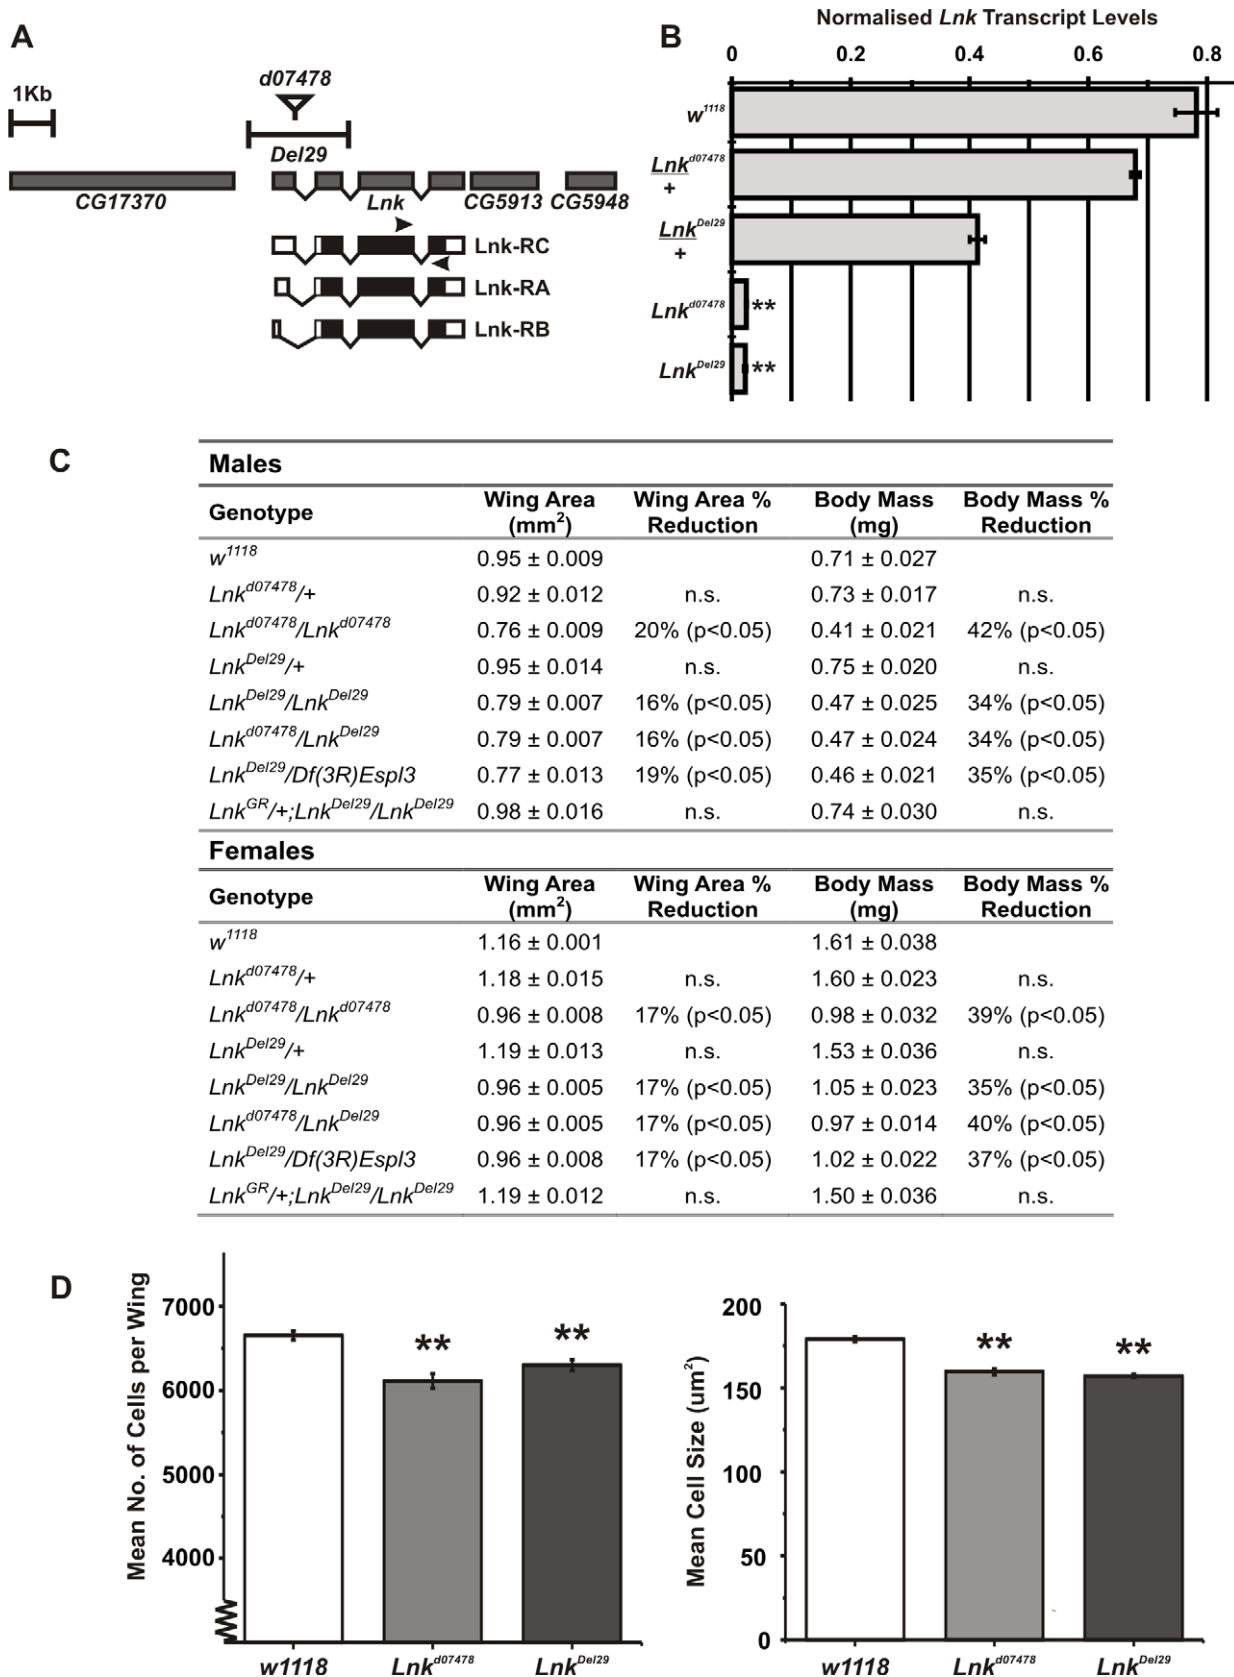 A
1Kb
d07478
Del29
CG17370
Lnk
CG5913
CG5948
Lnk-RC
Lnk-RA
Lnk-RB
B
Normalised Lnk Transcript Levels
0 0.2 0.4 0.6 0.8
w1118
Lnkd07478
+
LnkDel29
+
Lnkd07478 **
LnkDel29 **
C
Males
Genotype Wing Area (mm2) Wing Area % Reduction Body Mass (mg) Body Mass % Reduction
w1118 0.95 ± 0.009 0.71 ± 0.027
Lnkd07478/+ 0.92 ± 0.012 n.s. 0.73 ± 0.017 n.s.
Lnkd07478/Lnkd07478 0.76 ± 0.009 20% (p<0.05) 0.41 ± 0.021 42% (p<0.05)
LnkDel29/+ 0.95 ± 0.014 n.s. 0.75 ± 0.020 n.s.
LnkDel29/LnkDel29 0.79 ± 0.007 16% (p<0.05) 0.47 ± 0.025 34% (p<0.05)
Lnkd07478/LnkDel29 0.79 ± 0.007 16% (p<0.05) 0.47 ± 0.024 34% (p<0.05)
LnkDel29/Df(3R)Espl3 0.77 ± 0.013 19% (p<0.05) 0.46 ± 0.021 35% (p<0.05)
LnkGR/+;LnkDel29/LnkDel29 0.98 ± 0.016 n.s. 0.74 ± 0.030 n.s.
Females
Genotype Wing Area (mm2) Wing Area % Reduction Body Mass (mg) Body Mass % Reduction
w1118 1.16 ± 0.001 1.61 ± 0.038
Lnkd07478/+ 1.18 ± 0.015 n.s. 1.60 ± 0.023 n.s.
Lnkd07478/Lnkd07478 0.96 ± 0.008 17% (p<0.05) 0.98 ± 0.032 39% (p<0.05)
LnkDel29/+ 1.19 ± 0.013 n.s. 1.53 ± 0.036 n.s.
LnkDel29/LnkDel29 0.96 ± 0.005 17% (p<0.05) 1.05 ± 0.023 35% (p<0.05)
Lnkd07478/LnkDel29 0.96 ± 0.005 17% (p<0.05) 0.97 ± 0.014 40% (p<0.05)
LnkDel29/Df(3R)Espl3 0.96 ± 0.008 17% (p<0.05) 1.02 ± 0.022 37% (p<0.05)
LnkGR/+;LnkDel29/LnkDel29 1.19 ± 0.012 n.s. 1.50 ± 0.036 n.s.
D
Mean No. of Cells per Wing
7000
6000
5000
4000
** **
w1118 Lnkd07478 LnkDel29
Mean Cell Size (um2)
200
150
100
50
0
** **
w1118 Lnkd07478 LnkDel29